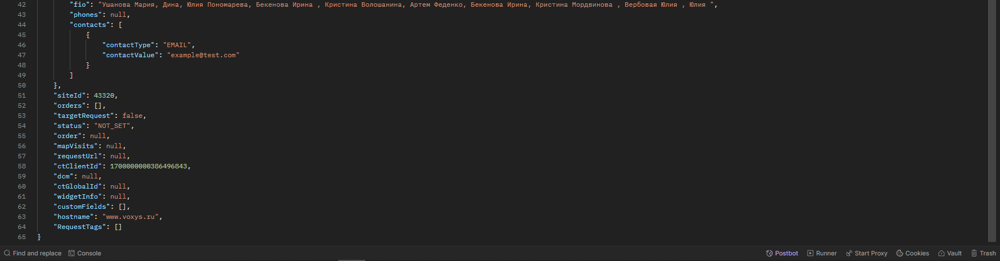 42 "fio": "Ушанова Мария, Дина, Юлия Пономарева, Бекенова Ирина , Кристина Волошанина, Артем Феденко, Бекенова Ирина, Кристина Мордвинова , Вербовая Юлия , Юлия ",
43 "phones": null,
44 "contacts": [
45 {
46 "contactType": "EMAIL",
47 "contactValue": "example@test.com"
48 }
49 ]
50 },
51 "siteId": 43320,
52 "orders": [],
53 "targetRequest": false,
54 "status": "NOT_SET",
55 "order": null,
56 "mapVisits": null,
57 "requestUrl": null,
58 "ctClientId": 1700000000386496843,
59 "dcm": null,
60 "ctGlobalId": null,
61 "widgetInfo": null,
62 "customFields": [],
63 "hostname": "www.voxys.ru",
64 "RequestTags": []
65 }
Find and replace Console Postbot Runner Start Proxy Cookies Vault Trash